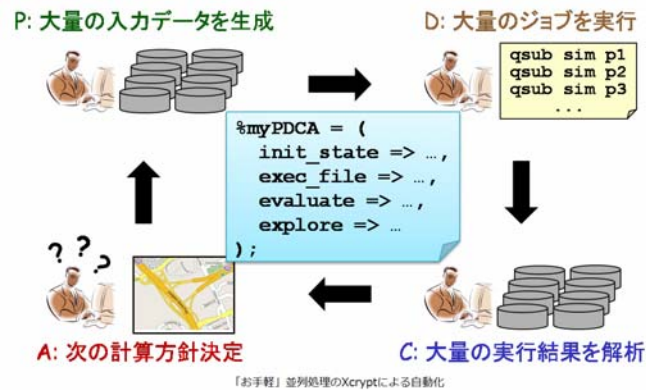 P: 大量の入力データを生成
D: 大量のジョブを実行
qsub sim p1
qsub sim p2
qsub sim p3
...
%myPDCA = (
init_state => …,
exec_file => …,
evaluate => …,
explore => …
);
? ? ?
A: 次の計算方針決定
C: 大量の実行結果を解析
「お手軽」並列処理のXcryptによる自動化